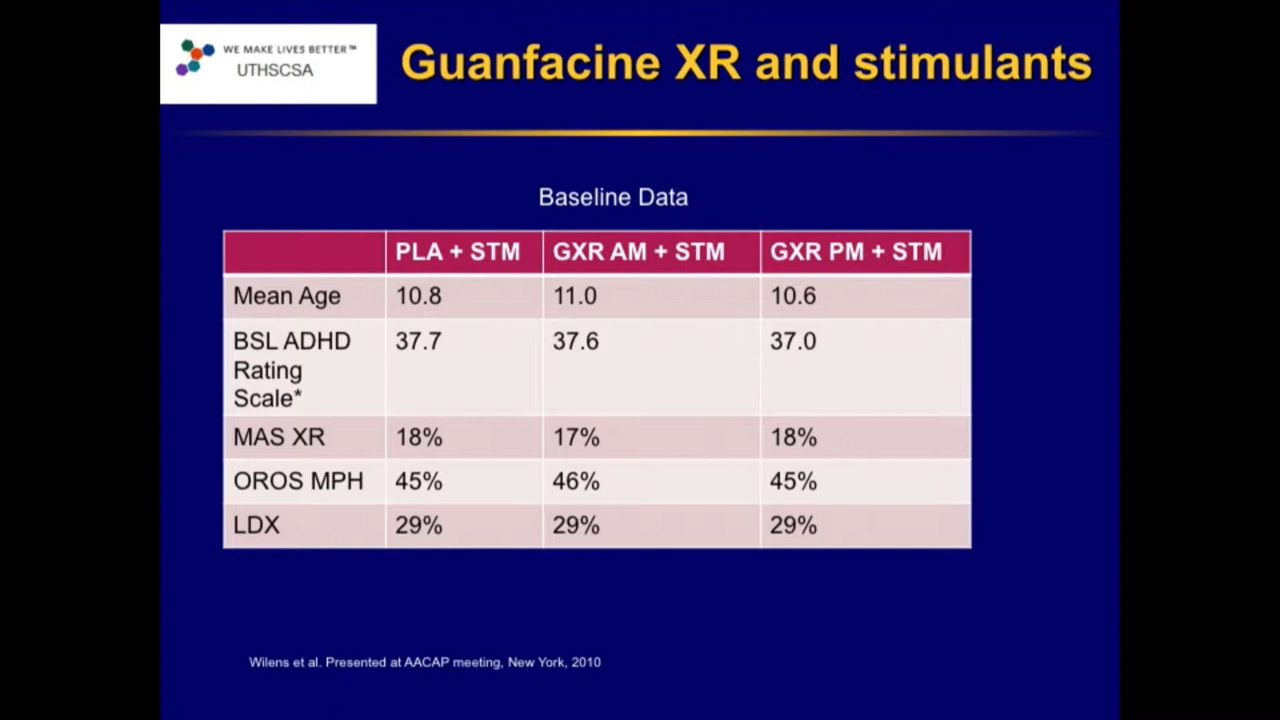 WE MAKE LIVES BETTER™
UTHSCSA
Guanfacine XR and stimulants
Baseline Data
PLA + STM GXR AM + STM GXR PM + STM
Mean Age 10.8 11.0 10.6
BSL ADHD 37.7 37.6 37.0
Rating
Scale*
MAS XR 18% 17% 18%
OROS MPH 45% 46% 45%
LDX 29% 29% 29%
Wilens et al. Presented at AACAP meeting, New York, 2010